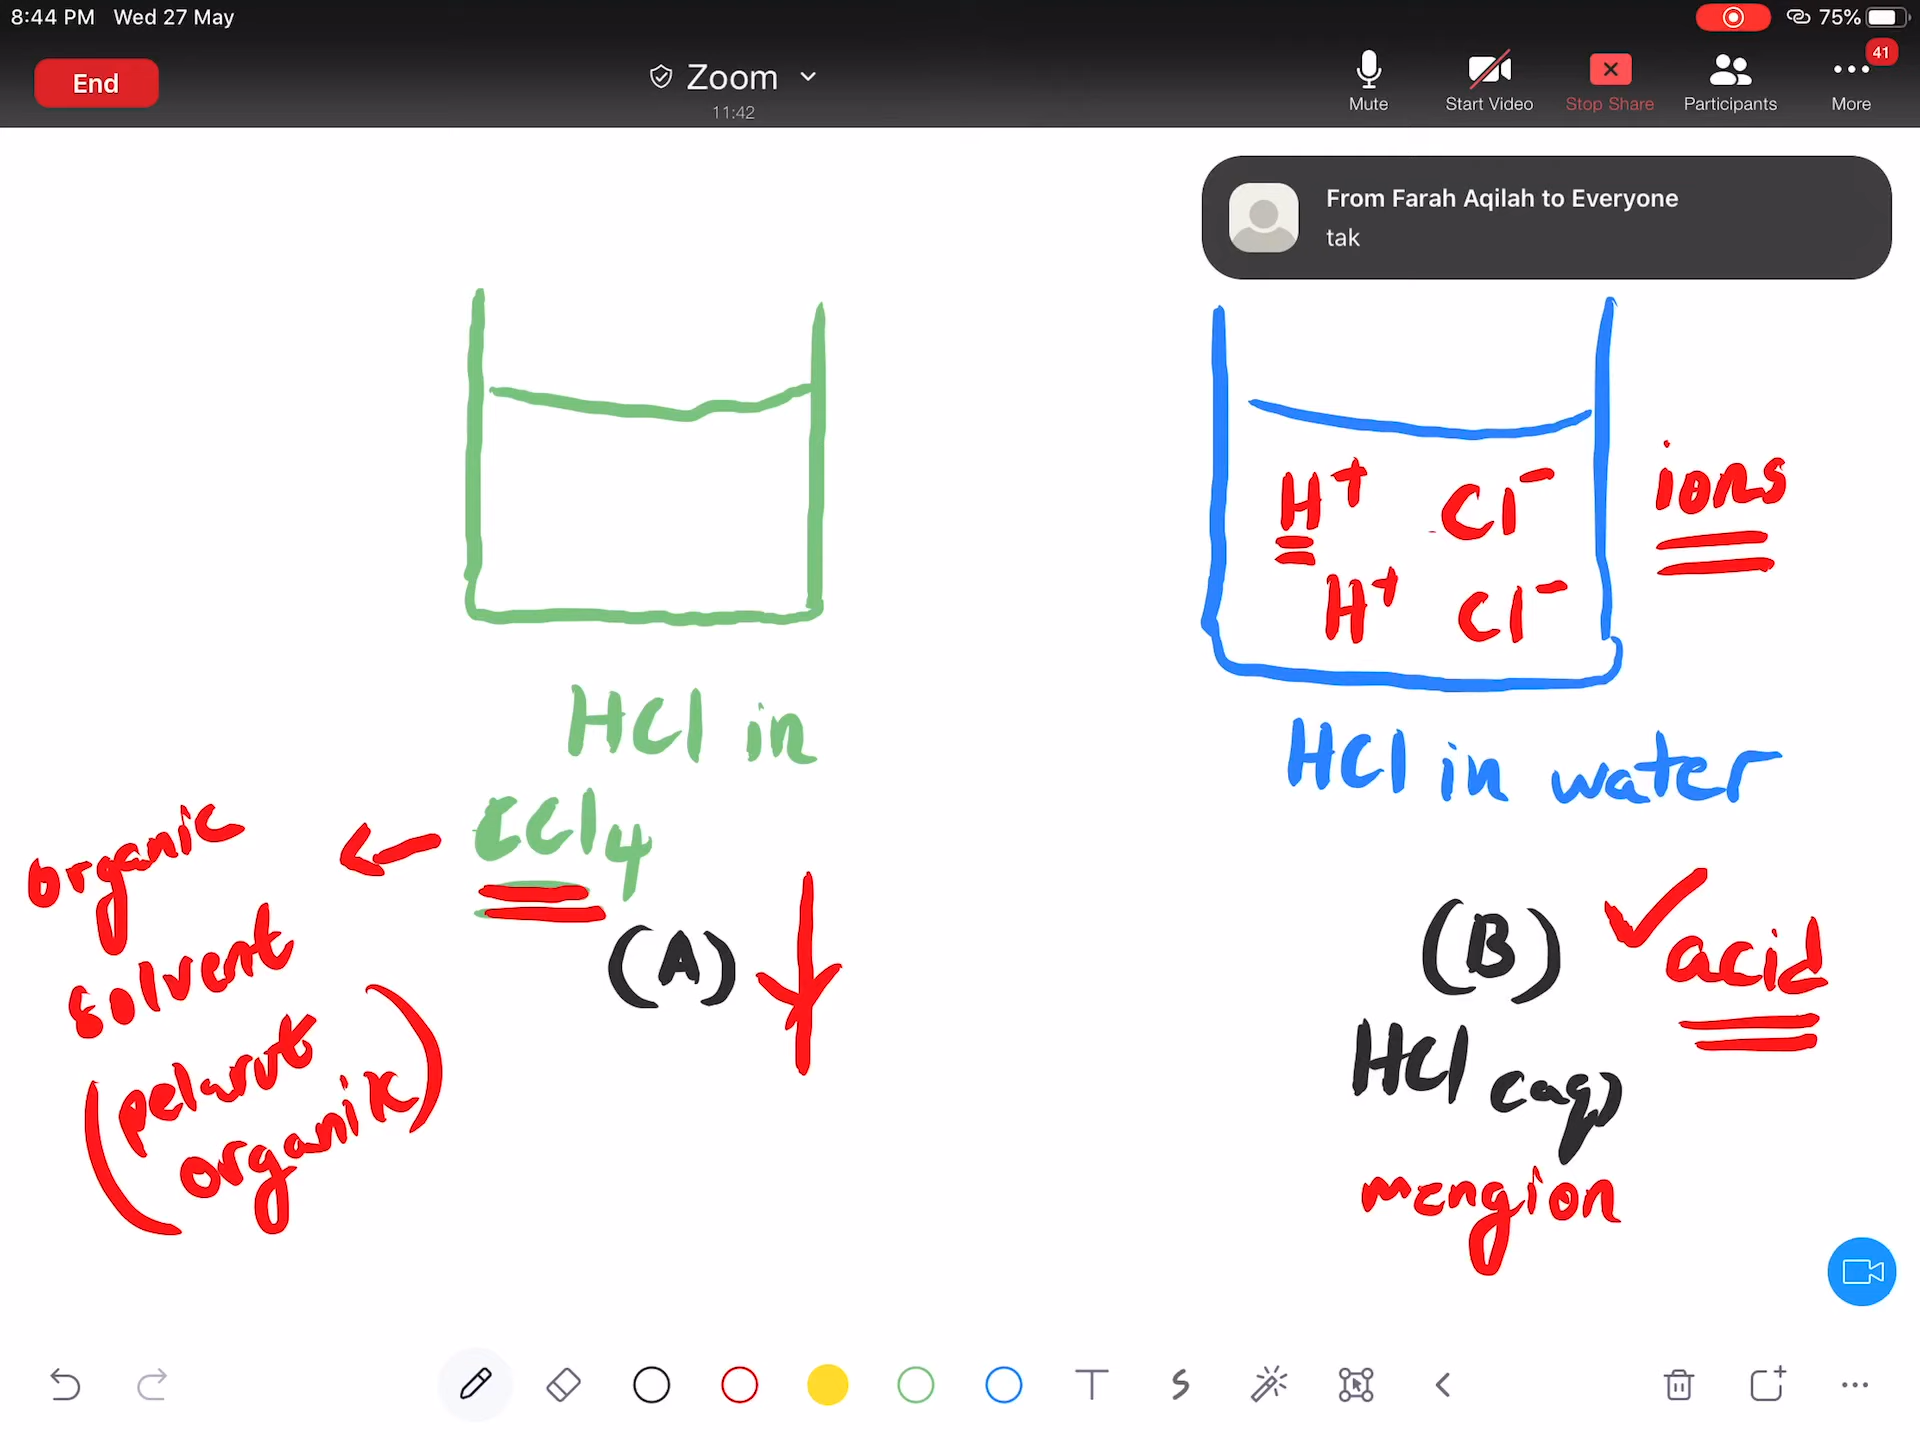 8:44 PM Wed 27 May
75%
End
Zoom
11:42
Mute
Start Video
Stop Share
Participants
41
More
From Farah Aqilah to Everyone
tak
H⁺ Cl⁻
H⁺ Cl⁻
ions
HCl in
CCl₄
(A)
organic
solvent
(pelarut
organik)
HCl in water
(B)
acid
HCl (aq)
mengion